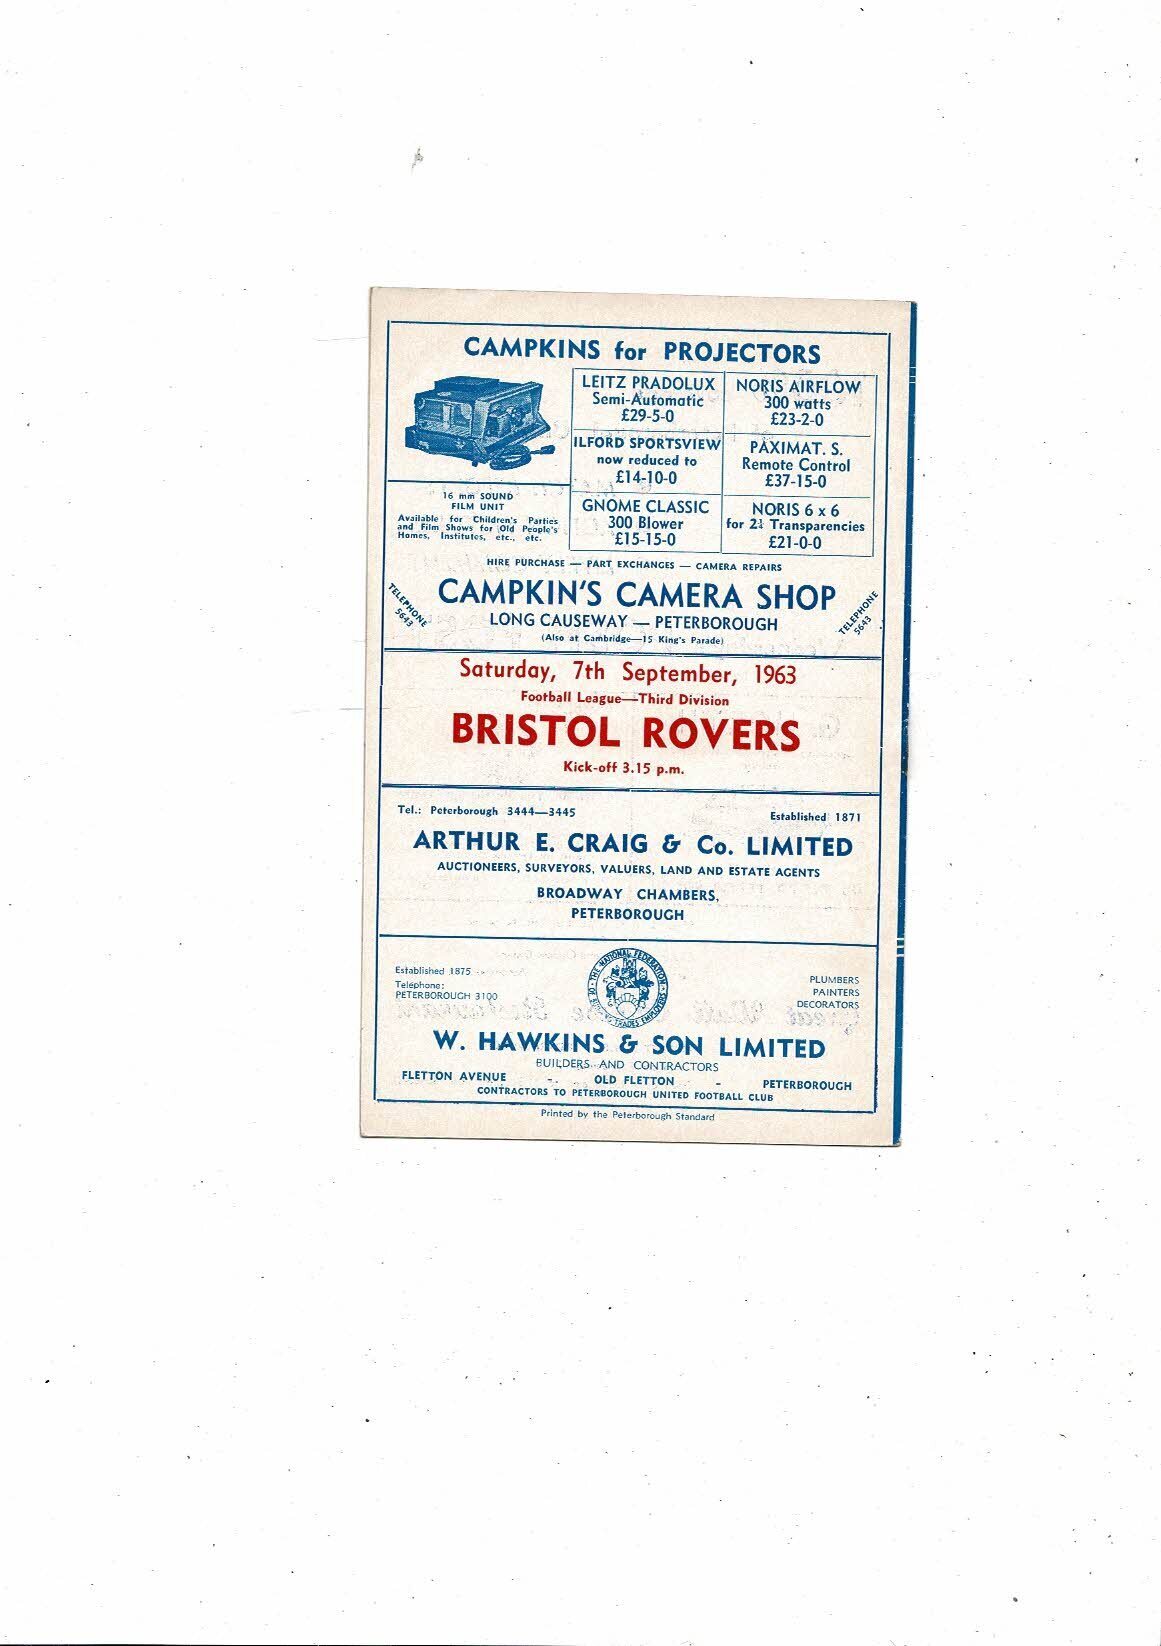 CAMPKINS for PROJECTORS
LEITZ PRADOLUX
Semi-Automatic
£29-5-0
NORIS AIRFLOW
300 watts
£23-2-0
ILFORD SPORTSVIEW
now reduced to
£14-10-0
PAXIMAT. S.
Remote Control
£37-15-0
16 mm SOUND
FILM UNIT
Available for Children's Parties
and Film Shows for Old People's
Homes, Institutes, etc., etc.
GNOME CLASSIC
300 Blower
£15-15-0
NORIS 6 x 6
for 2¼ Transparencies
£21-0-0
HIRE PURCHASE — PART EXCHANGES — CAMERA REPAIRS
TELEPHONE
5643
CAMPKIN'S CAMERA SHOP
LONG CAUSEWAY — PETERBOROUGH
(Also at Cambridge—15 King's Parade)
TELEPHONE
5643
Saturday, 7th September, 1963
Football League—Third Division
BRISTOL ROVERS
Kick-off 3.15 p.m.
Tel.: Peterborough 3444—3445
Established 1871
ARTHUR E. CRAIG & Co. LIMITED
AUCTIONEERS, SURVEYORS, VALUERS, LAND AND ESTATE AGENTS
BROADWAY CHAMBERS,
PETERBOROUGH
Established 1875
Telephone:
PETERBOROUGH 3100
THE NATIONAL FEDERATION OF BUILDING TRADES EMPLOYERS
PLUMBERS
PAINTERS
DECORATORS
W. HAWKINS & SON LIMITED
BUILDERS AND CONTRACTORS
FLETTON AVENUE - OLD FLETTON - PETERBOROUGH
CONTRACTORS TO PETERBOROUGH UNITED FOOTBALL CLUB
Printed by the Peterborough Standard